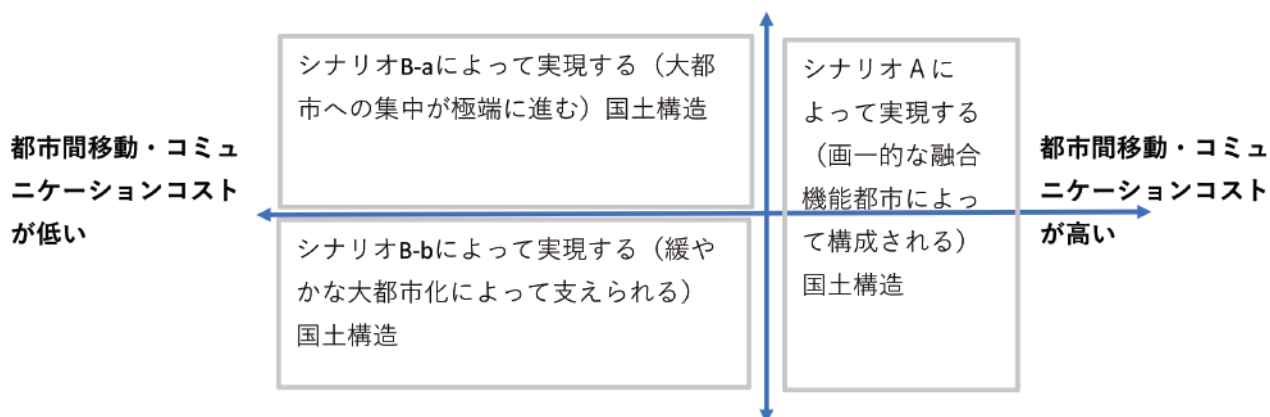 シナリオB-aによって実現する（大都
市への集中が極端に進む）国土構造
シナリオＡに
よって実現する
（画一的な融合
機能都市によっ
て構成される）
国土構造
都市間移動・コミュ
ニケーションコスト
が低い
都市間移動・コミュ
ニケーションコスト
が高い
シナリオB-bによって実現する（緩や
かな大都市化によって支えられる）
国土構造